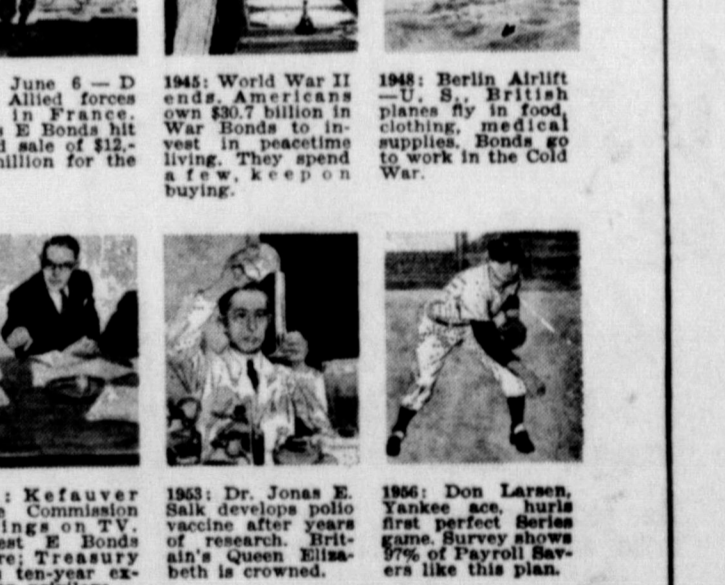 June 6 — D
Allied forces
in France.
s E Bonds hit
d sale of $12,-
million for the
1945: World War II
ends. Americans
own $30.7 billion in
War Bonds to in-
vest in peacetime
living. They spend
a few, keep on
buying.
1948: Berlin Airlift
—U. S., British
planes fly in food,
clothing, medical
supplies. Bonds go
to work in the Cold
War.
: Kefauver
e Commission
ings on TV.
est E Bonds
re; Treasury
ten-year ex-
1953: Dr. Jonas E.
Salk develops polio
vaccine after years
of research. Brit-
ain's Queen Eliza-
beth is crowned.
1956: Don Larsen,
Yankee ace, hurls
first perfect Series
game. Survey shows
97% of Payroll Sav-
ers like this plan.